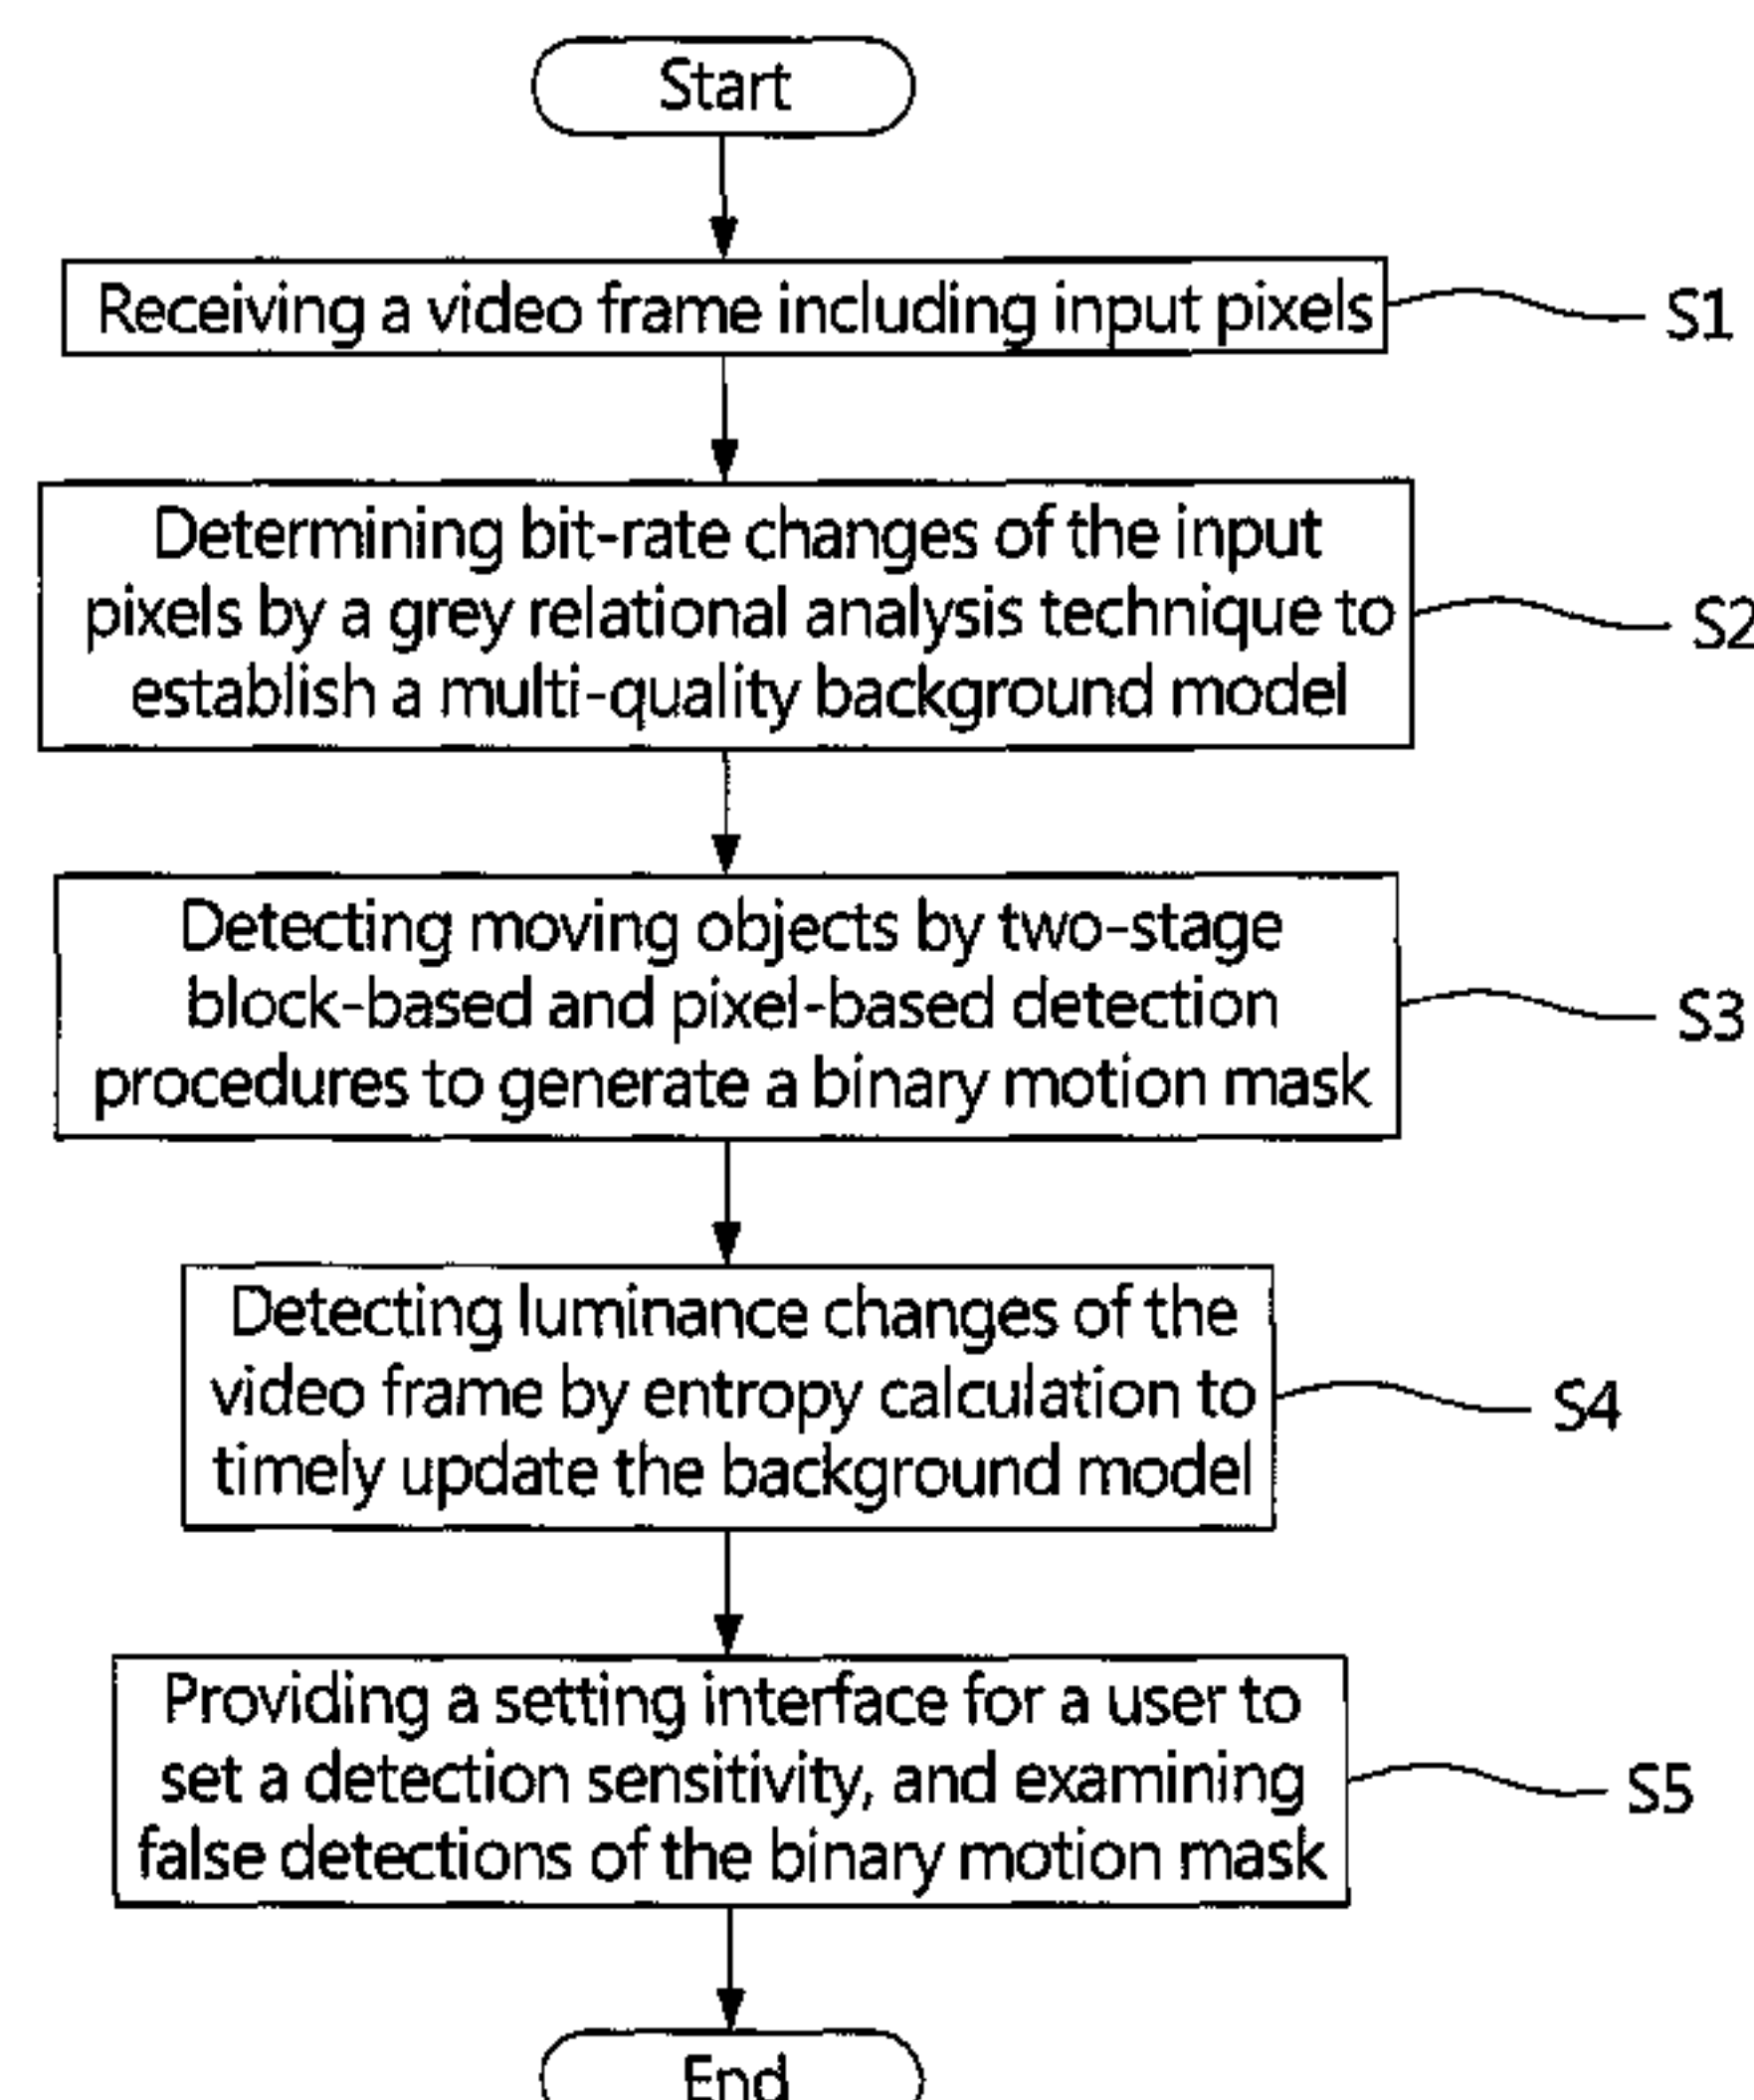 Start
Receiving a video frame including input pixels
S1
Determining bit-rate changes of the input
pixels by a grey relational analysis technique to
establish a multi-quality background model
S2
Detecting moving objects by two-stage
block-based and pixel-based detection
procedures to generate a binary motion mask
S3
Detecting luminance changes of the
video frame by entropy calculation to
timely update the background model
S4
Providing a setting interface for a user to
set a detection sensitivity, and examining
false detections of the binary motion mask
S5
End